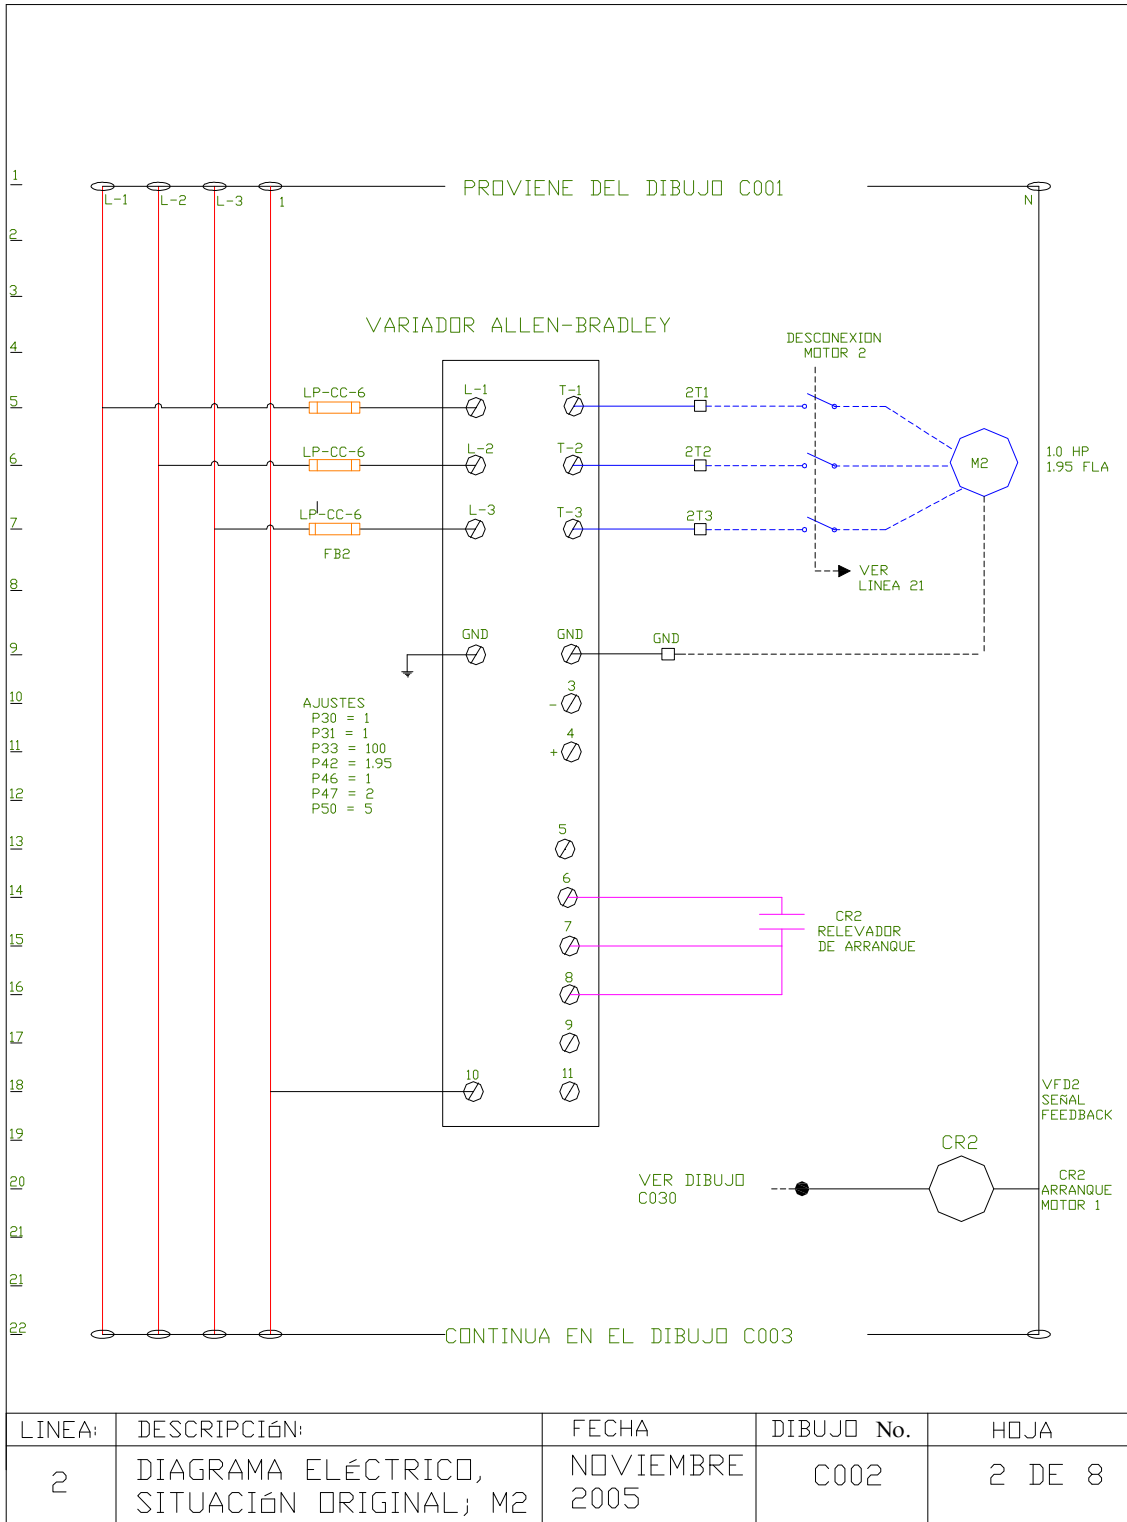 1
PROVIENE DEL DIBUJO C001
L-1 L-2 L-3 1 N
2
3
VARIADOR ALLEN-BRADLEY
4
DESCONEXION
MOTOR 2
5
LP-CC-6 L-1 T-1 2T1
6
LP-CC-6 L-2 T-2 2T2
M2
1.0 HP
1.95 FLA
7
LP-CC-6 L-3 T-3 2T3
FB2
VER
LINEA 21
8
9
GND GND GND
10
3
-
AJUSTES
P30 = 1
P31 = 1
P33 = 100
P42 = 1.95
P46 = 1
P47 = 2
P50 = 5
11
4
+
12
13
5
14
6
CR2
RELEVADOR
DE ARRANQUE
15
7
16
8
17
9
18
10 11
VFD2
SEÑAL
FEEDBACK
19
CR2
20
VER DIBUJO
C030
CR2
ARRANQUE
MOTOR 1
21
21
22
CONTINUA EN EL DIBUJO C003
LINEA: DESCRIPCIóN: FECHA DIBUJO No. HOJA
2
DIAGRAMA ELéCTRICO,
SITUACIóN ORIGINAL; M2
NOVIEMBRE
2005
C002
2 DE 8